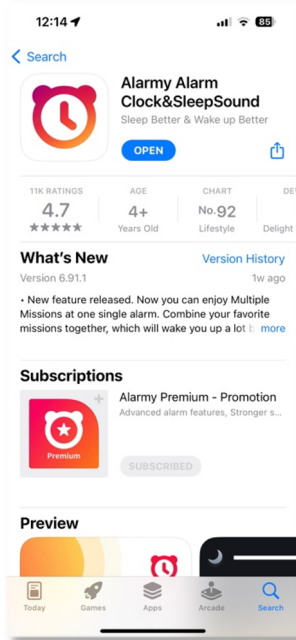 12:14
85
Search
Alarmy Alarm
Clock&SleepSound
Sleep Better & Wake up Better
OPEN
11K RATINGS
AGE
CHART
DE
4.7
4+
No.92
Years Old
Lifestyle
Delight
What's New
Version History
Version 6.91.1
1w ago
• New feature released. Now you can enjoy Multiple
Missions at one single alarm. Combine your favorite
missions together, which will wake you up a lot b more
Subscriptions
Alarmy Premium - Promotion
Advanced alarm features, Stronger s...
Premium
SUBSCRIBED
Preview
Today
Games
Apps
Arcade
Search